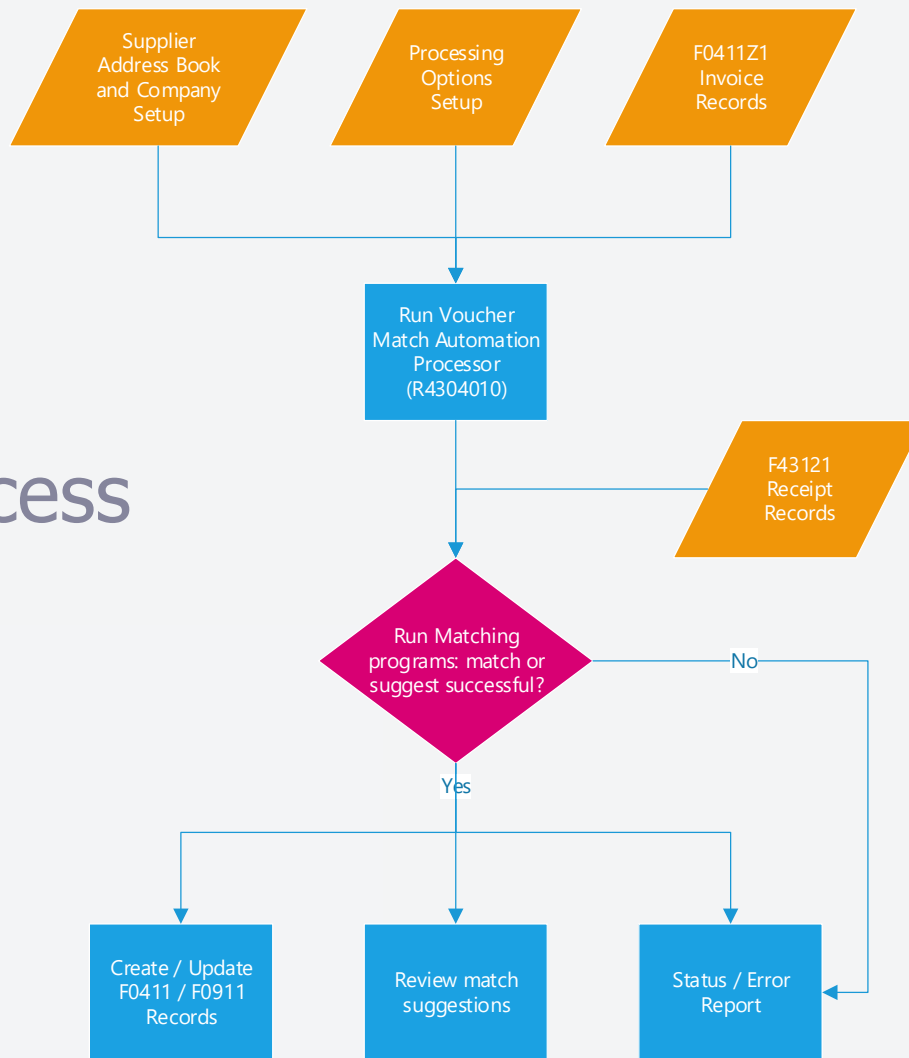 Supplier
Address Book
and Company
Setup
Processing
Options
Setup
F0411Z1
Invoice
Records
Run Voucher
Match Automation
Processor
(R4304010)
F43121
Receipt
Records
Run Matching
programs: match or
suggest successful?
No
Yes
Create / Update
F0411 / F0911
Records
Review match
suggestions
Status / Error
Report